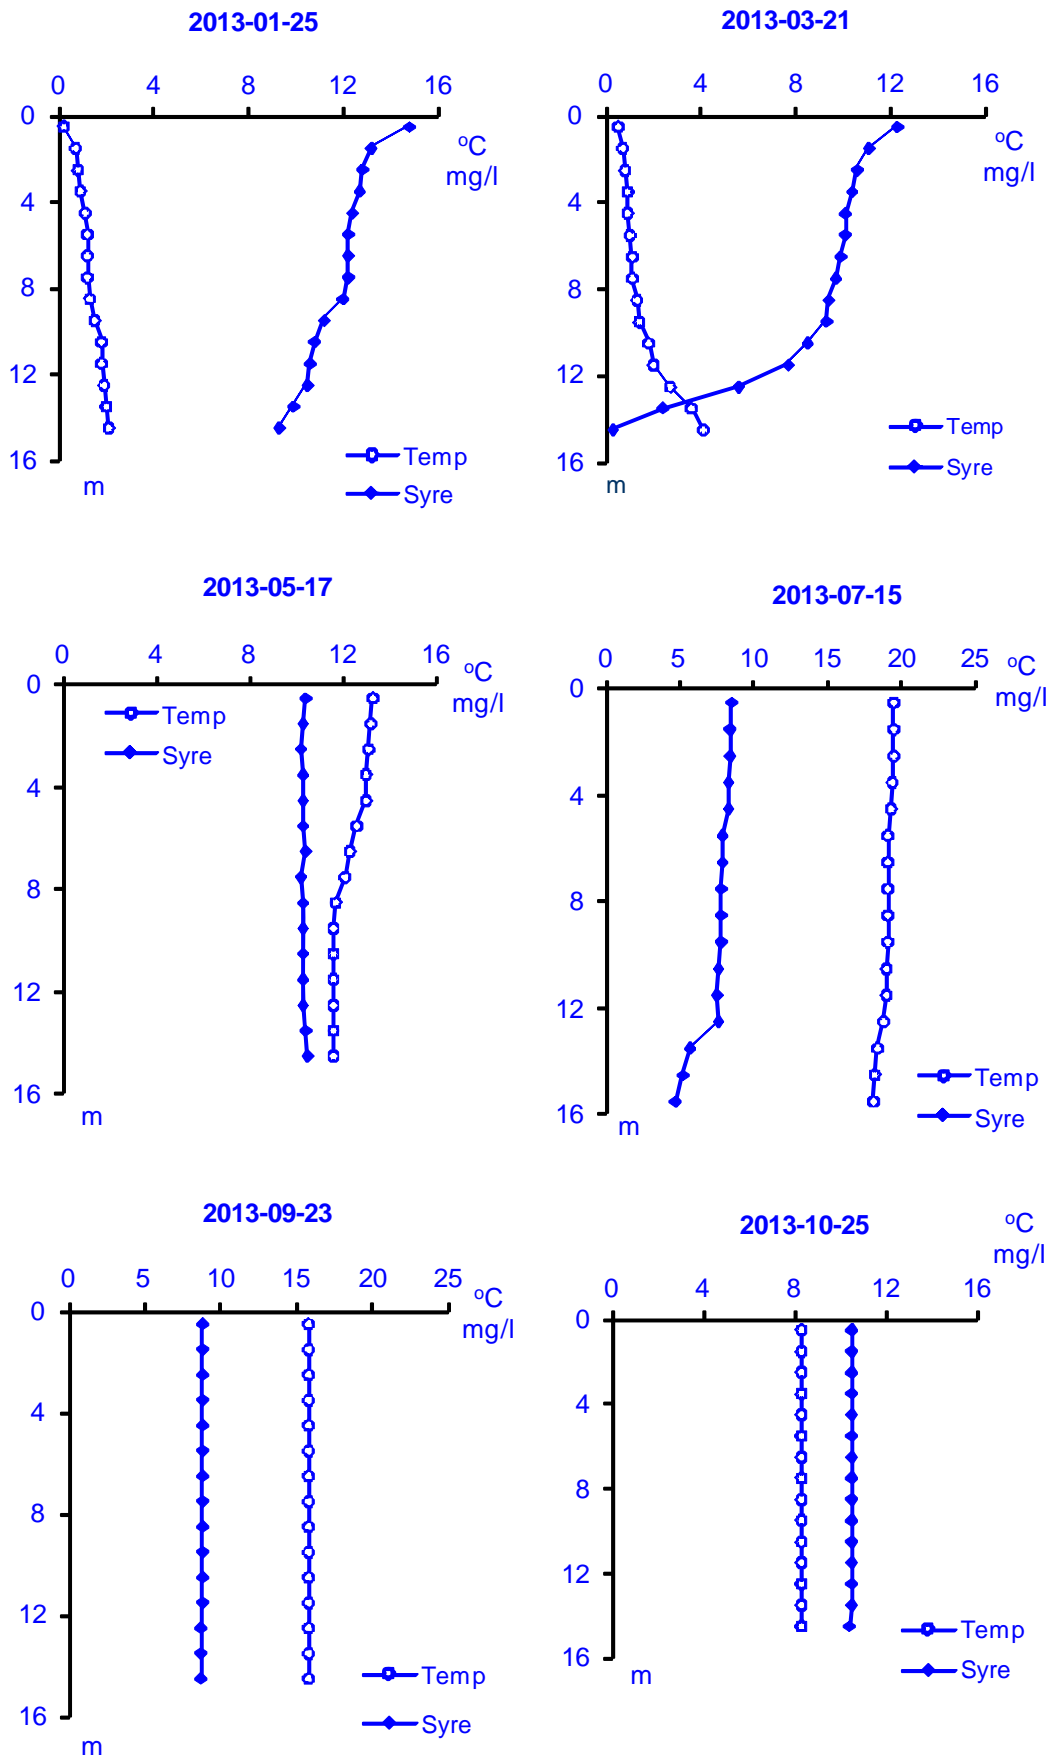 2013-01-25
0 4 8 12 16
0
4
8
12
16
°C
mg/l
Temp
Syre
m
2013-03-21
0 4 8 12 16
0
4
8
12
16
°C
mg/l
Temp
Syre
m
2013-05-17
0 4 8 12 16
0
4
8
12
16
°C
mg/l
Temp
Syre
m
2013-07-15
0 5 10 15 20 25
0
4
8
12
16
°C
mg/l
Temp
Syre
m
2013-09-23
0 5 10 15 20 25
0
4
8
12
16
°C
mg/l
Temp
Syre
m
2013-10-25
0 4 8 12 16
0
4
8
12
16
°C
mg/l
Temp
Syre
m